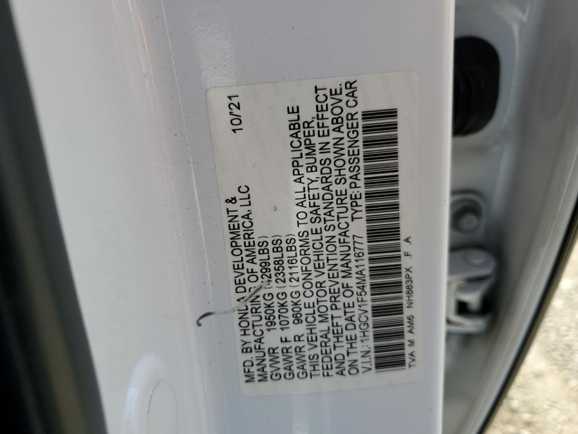 MFD. BY HONDA DEVELOPMENT & 10/21
MANUFACTURING OF AMERICA, LLC
GVWR 1950KG (4299LBS)
GAWR F 1070KG (2359LBS)
GAWR R 960KG (2116LBS)
THIS VEHICLE CONFORMS TO ALL APPLICABLE
FEDERAL MOTOR VEHICLE SAFETY, BUMPER,
AND THEFT PREVENTION STANDARDS IN EFFECT
ON THE DATE OF MANUFACTURE SHOWN ABOVE.
V.I.N.: 1HGCV1F54MA116777 TYPE: PASSENGER CAR
TVA M AM6 NH883PX F A